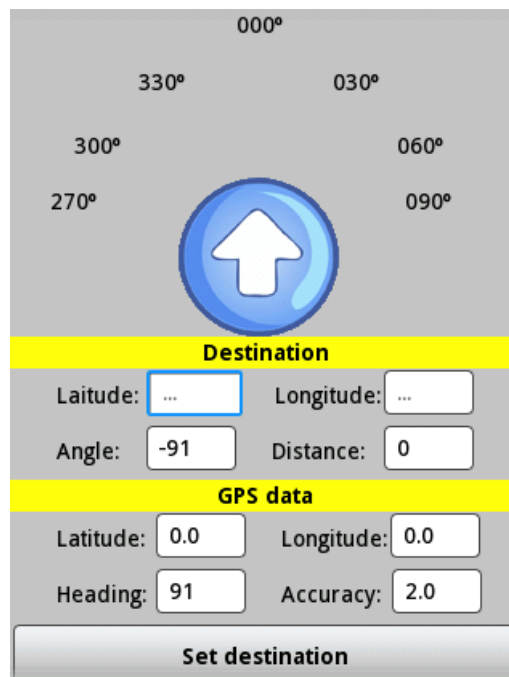 000º
330º 030º
300º 060º
270º 090º
Destination
Laitude: ... Longitude: ...
Angle: -91 Distance: 0
GPS data
Latitude: 0.0 Longitude: 0.0
Heading: 91 Accuracy: 2.0
Set destination